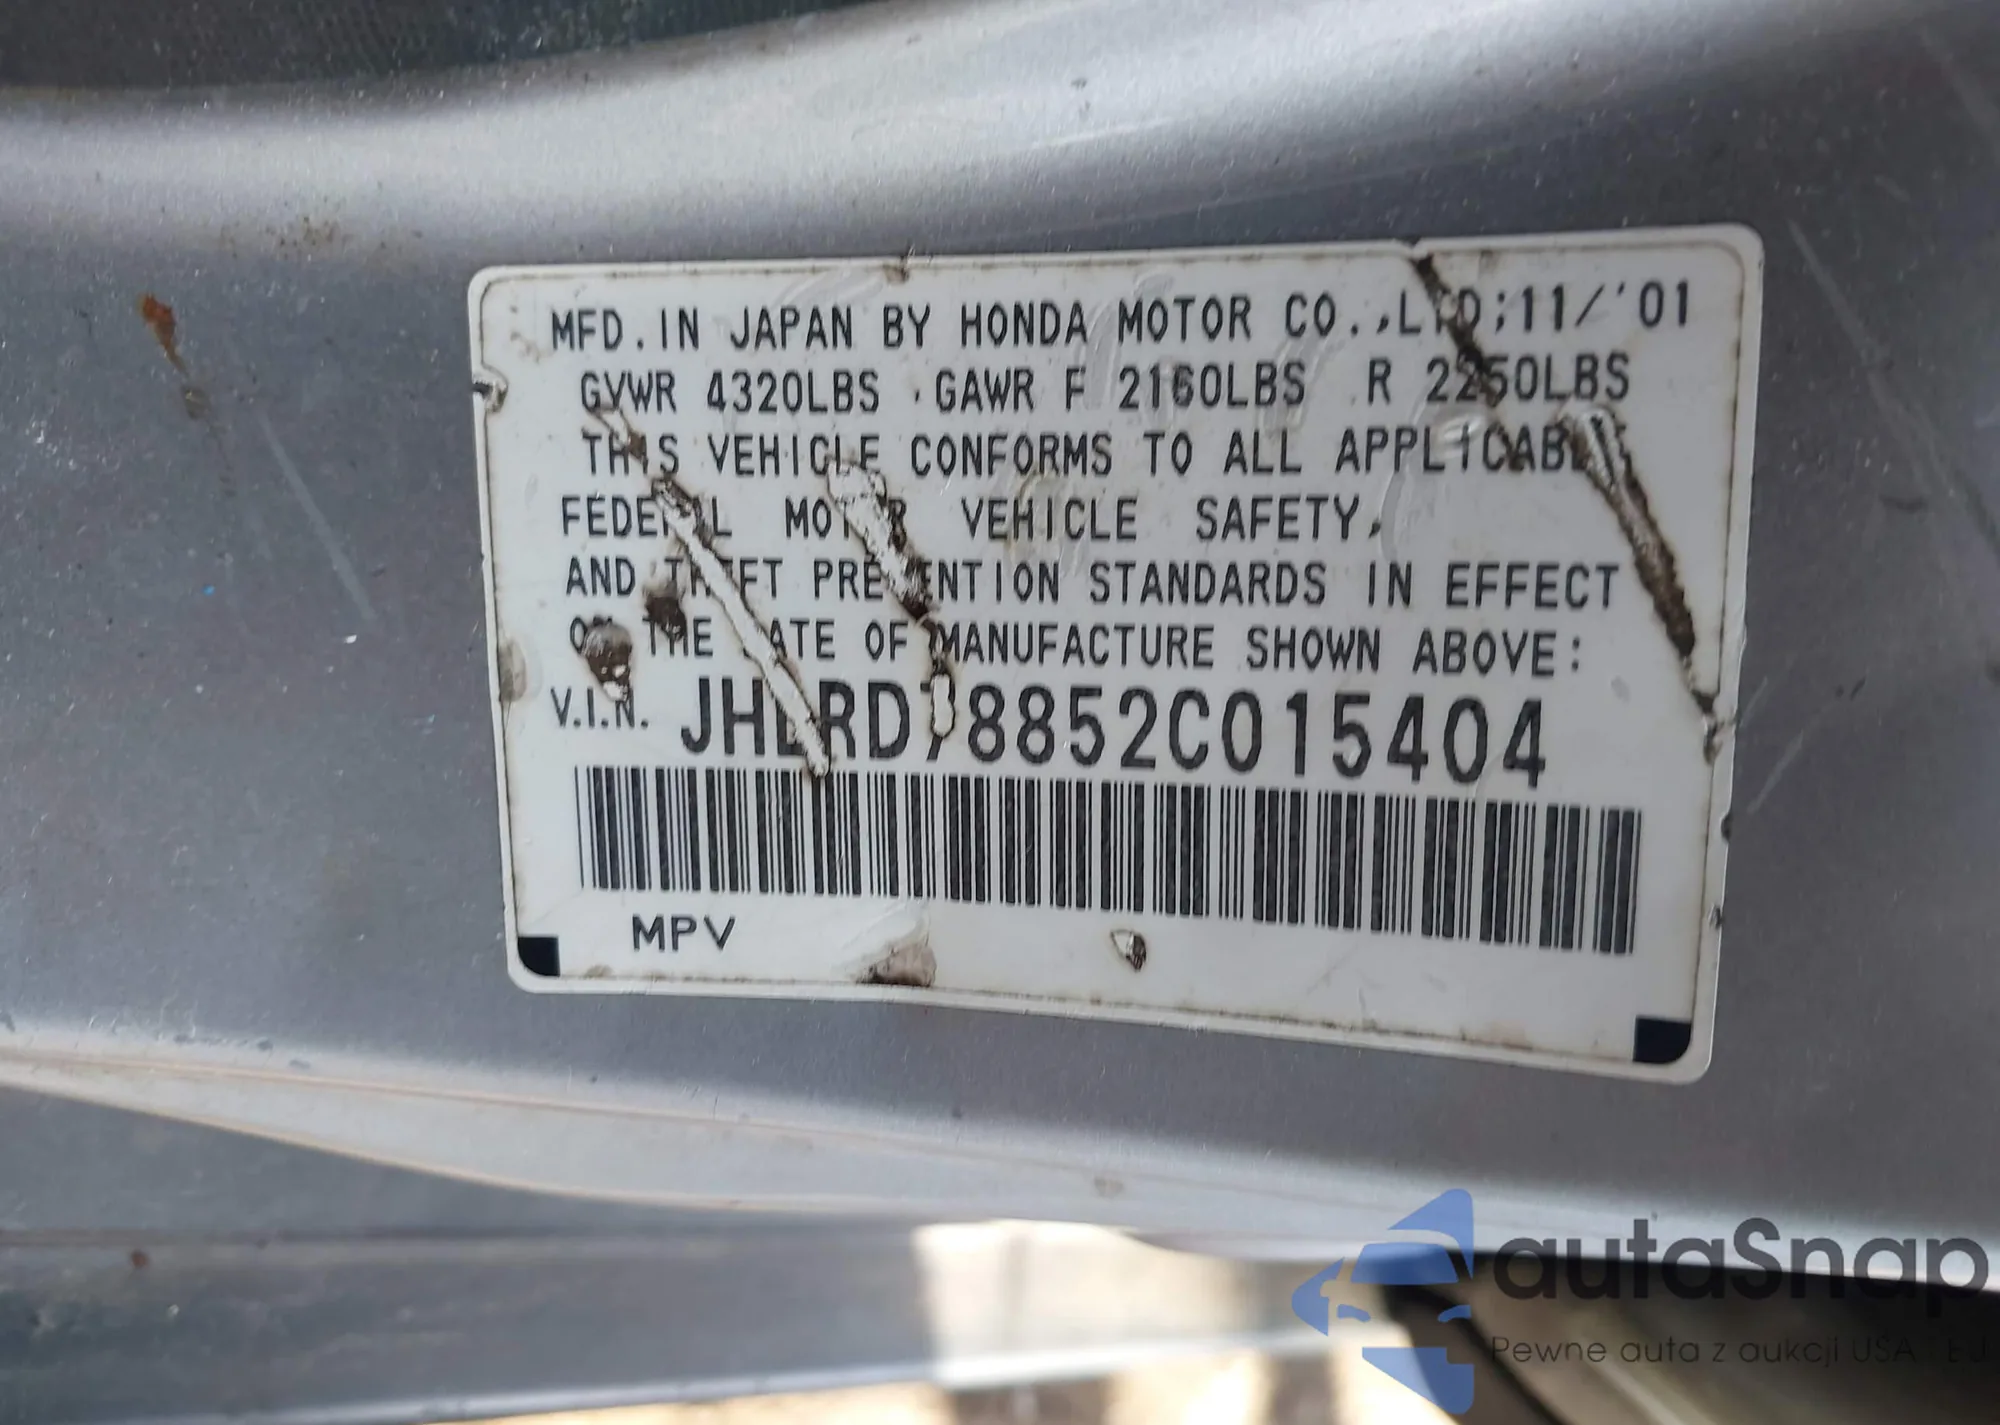 MFD. IN JAPAN BY HONDA MOTOR CO.,LTD;11/'01
GVWR 4320LBS GAWR F 2160LBS R 2250LBS
THIS VEHICLE CONFORMS TO ALL APPLICABLE
FEDERAL MOTOR VEHICLE SAFETY,
AND THEFT PREVENTION STANDARDS IN EFFECT
ON THE DATE OF MANUFACTURE SHOWN ABOVE:
V.I.N. JHLRD78852C015404
MPV
autaSnap
Pewne auta z aukcji USA i EU